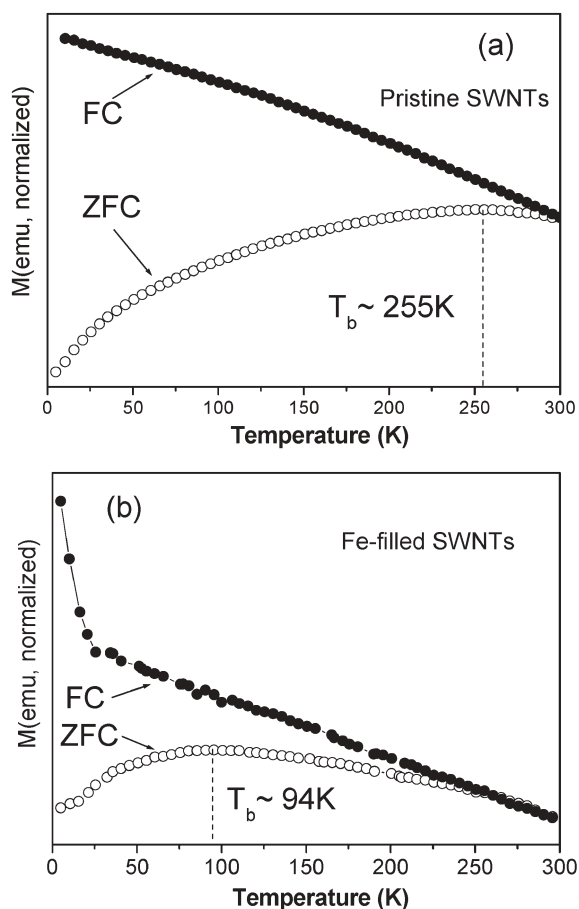 (a)
Pristine SWNTs
FC
ZFC
T_b~ 255K
M(emu, normalized)
0 50 100 150 200 250 300
Temperature (K)
(b)
Fe-filled SWNTs
FC
ZFC
T_b~ 94K
M(emu, normalized)
0 50 100 150 200 250 300
Temperature (K)